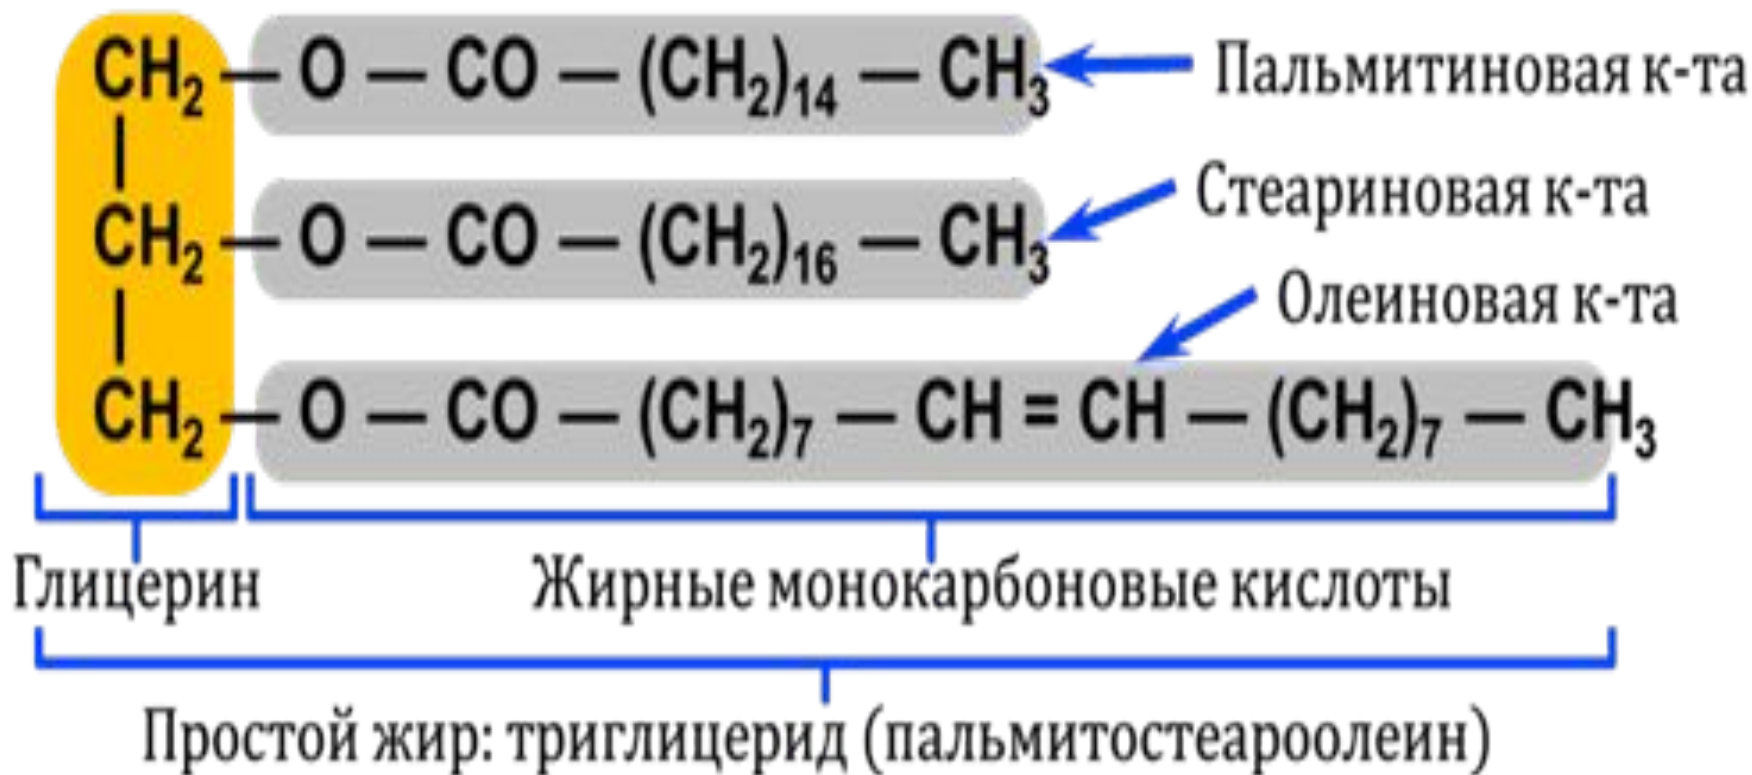 CH₂ — O — CO — (CH₂)₁₄ — CH₃ Пальмитиновая к-та
CH₂ — O — CO — (CH₂)₁₆ — CH₃ Стеариновая к-та
Олеиновая к-та
CH₂ — O — CO — (CH₂)₇ — CH = CH — (CH₂)₇ — CH₃
Глицерин Жирные монокарбоновые кислоты
Простой жир: триглицерид (пальмитостеароолеин)